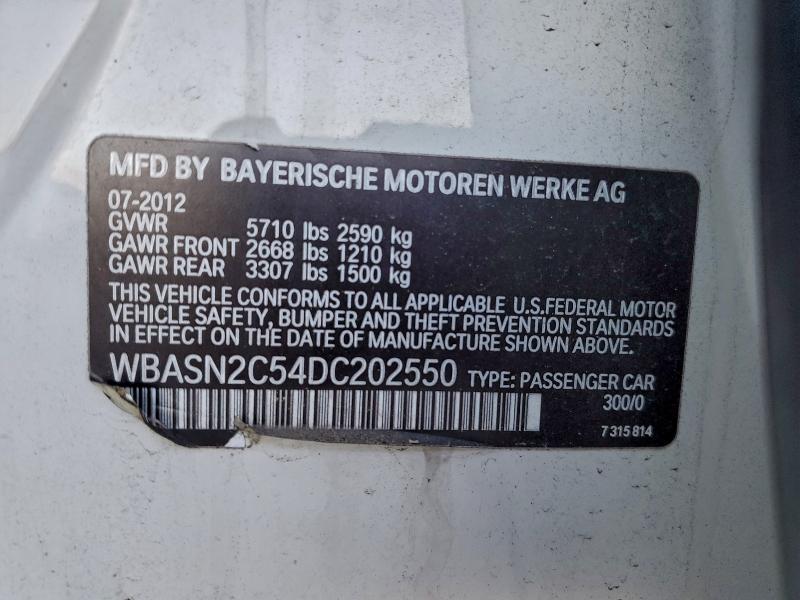 MFD BY BAYERISCHE MOTOREN WERKE AG
07-2012
GVWR 5710 lbs 2590 kg
GAWR FRONT 2668 lbs 1210 kg
GAWR REAR 3307 lbs 1500 kg
THIS VEHICLE CONFORMS TO ALL APPLICABLE U.S.FEDERAL MOTOR
VEHICLE SAFETY, BUMPER AND THEFT PREVENTION STANDARDS
IN EFFECT ON THE DATE OF MANUFACTURE SHOWN ABOVE.
WBASN2C54DC202550 TYPE: PASSENGER CAR
300/0
7 315 814